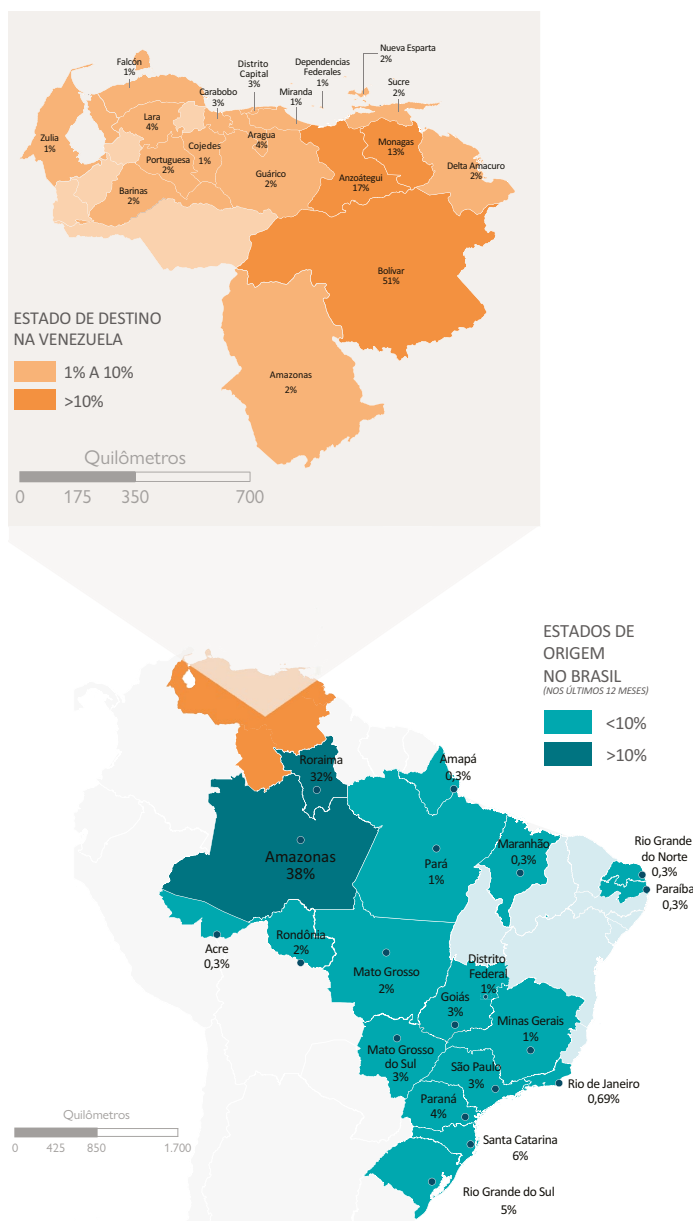 Falcón
1%
Carabobo
3%
Distrito
Capital
3%
Miranda
1%
Dependencias
Federales
1%
Nueva Esparta
2%
Sucre
2%
Zulia
1%
Lara
4%
Cojedes
1%
Aragua
4%
Monagas
13%
Portuguesa
2%
Guárico
2%
Anzoátegui
17%
Delta Amacuro
2%
Barinas
2%
Bolívar
51%
Amazonas
2%
ESTADO DE DESTINO
NA VENEZUELA
1% A 10%
>10%
Quilômetros
0 175 350 700
ESTADOS DE
ORIGEM
NO BRASIL
(NOS ÚLTIMOS 12 MESES)
<10%
>10%
Roraima
32%
Amapá
0,3%
Amazonas
38%
Pará
1%
Maranhão
0,3%
Rio Grande
do Norte
0,3%
Paraíba
0,3%
Acre
0,3%
Rondônia
2%
Mato Grosso
2%
Distrito
Federal
1%
Goiás
3%
Minas Gerais
1%
Mato Grosso
do Sul
3%
São Paulo
3%
Rio de Janeiro
0,69%
Paraná
4%
Santa Catarina
6%
Rio Grande do Sul
5%
Quilômetros
0 425 850 1.700